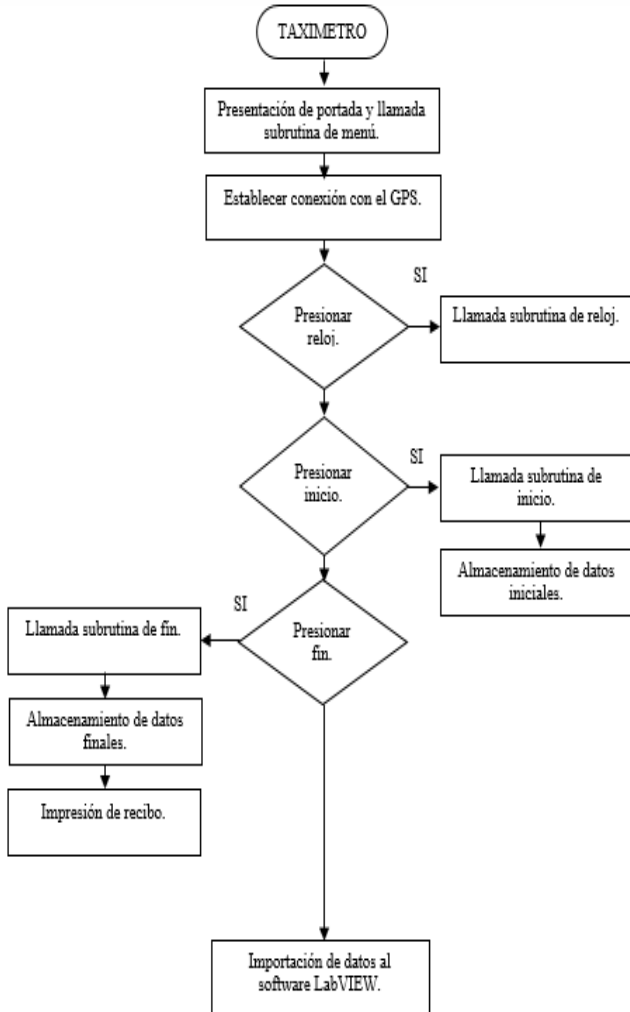 TAXIMETRO
Presentación de portada y llamada
subrutina de menú.
Establecer conexión con el GPS.
SI
Presionar
reloj.
Llamada subrutina de reloj.
SI
Presionar
inicio.
Llamada subrutina de
inicio.
Almacenamiento de datos
iniciales.
SI
Presionar
fin.
Llamada subrutina de fin.
Almacenamiento de datos
finales.
Impresión de recibo.
Importación de datos al
software LabVIEW.